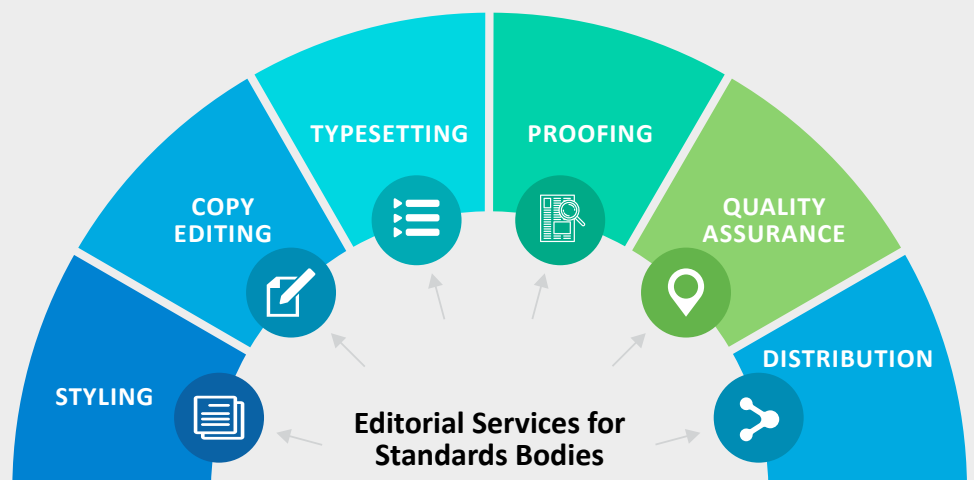 STYLING
COPY
EDITING
TYPESETTING
PROOFING
QUALITY
ASSURANCE
DISTRIBUTION
Editorial Services for
Standards Bodies